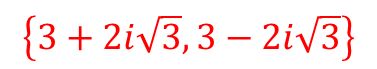 {3 + 2i√3, 3 − 2i√3}